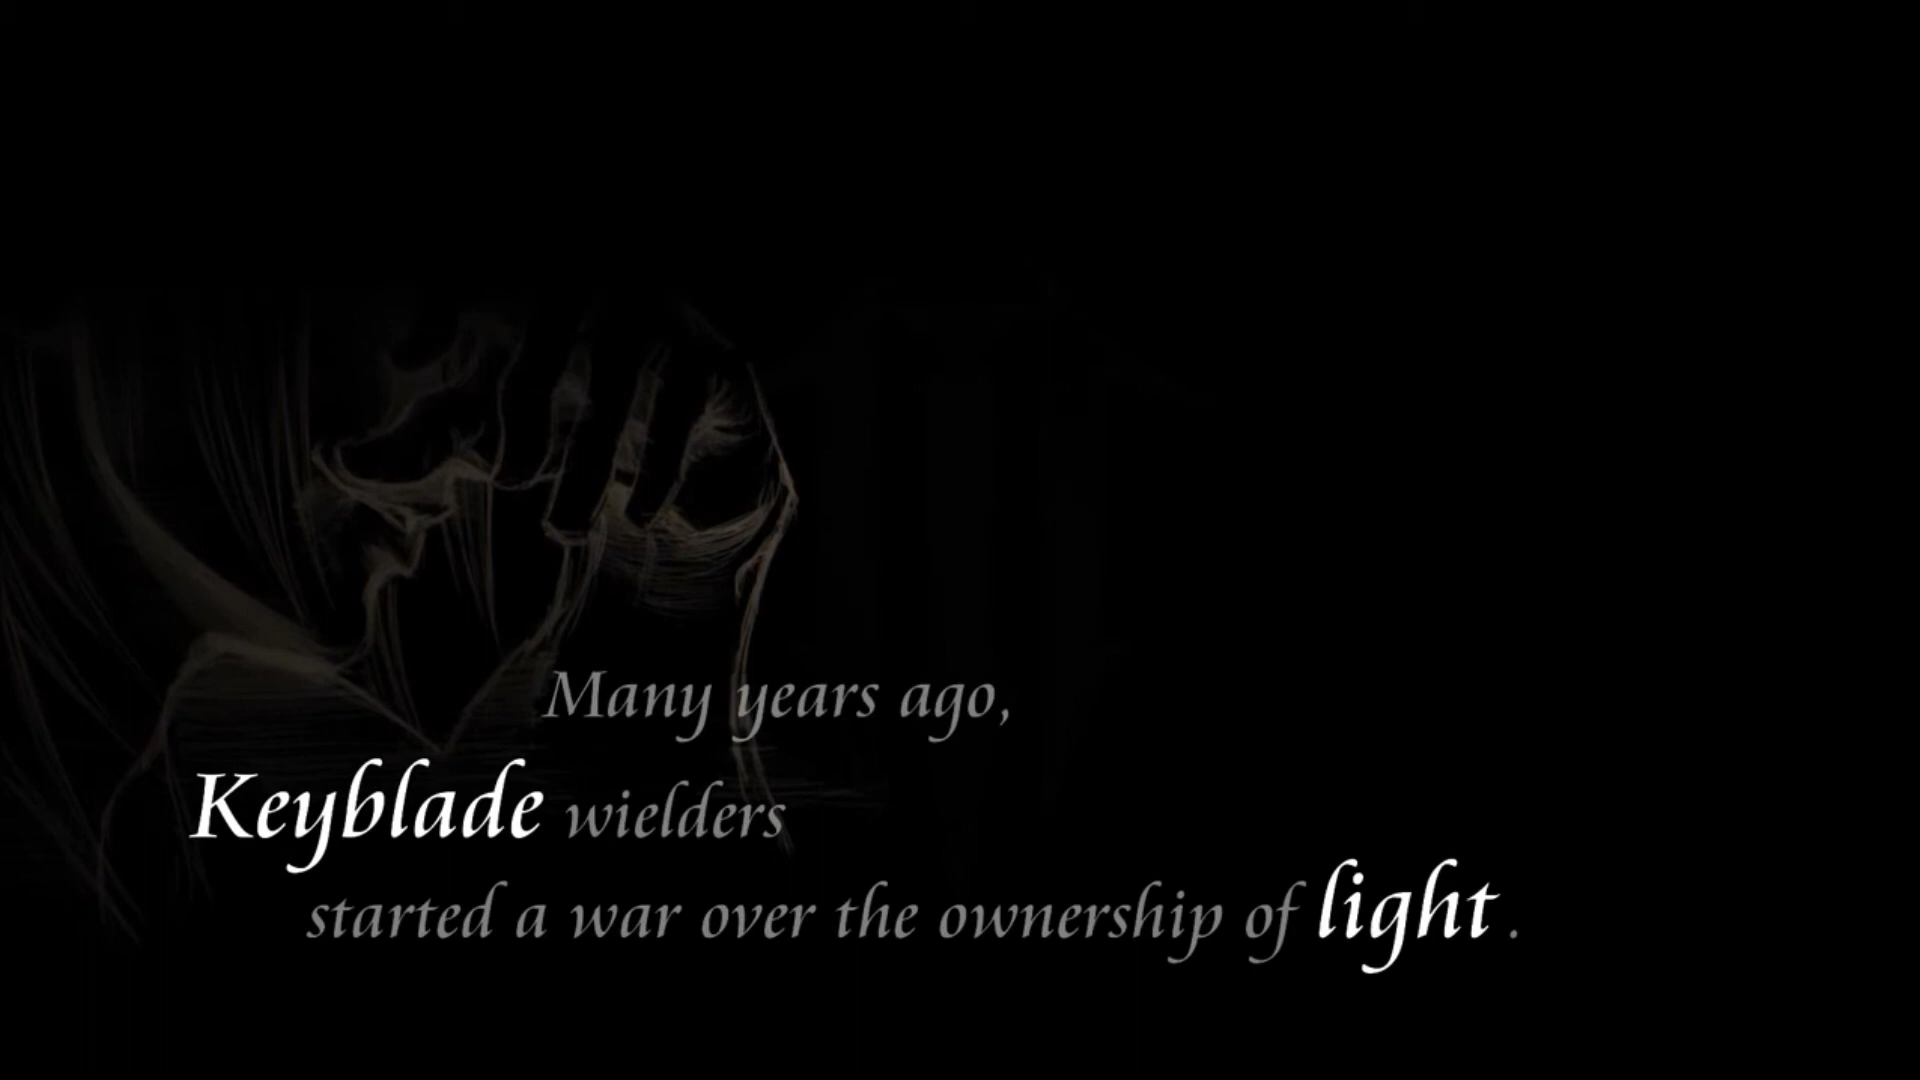 Many years ago,
Keyblade wielders
started a war over the ownership of light.